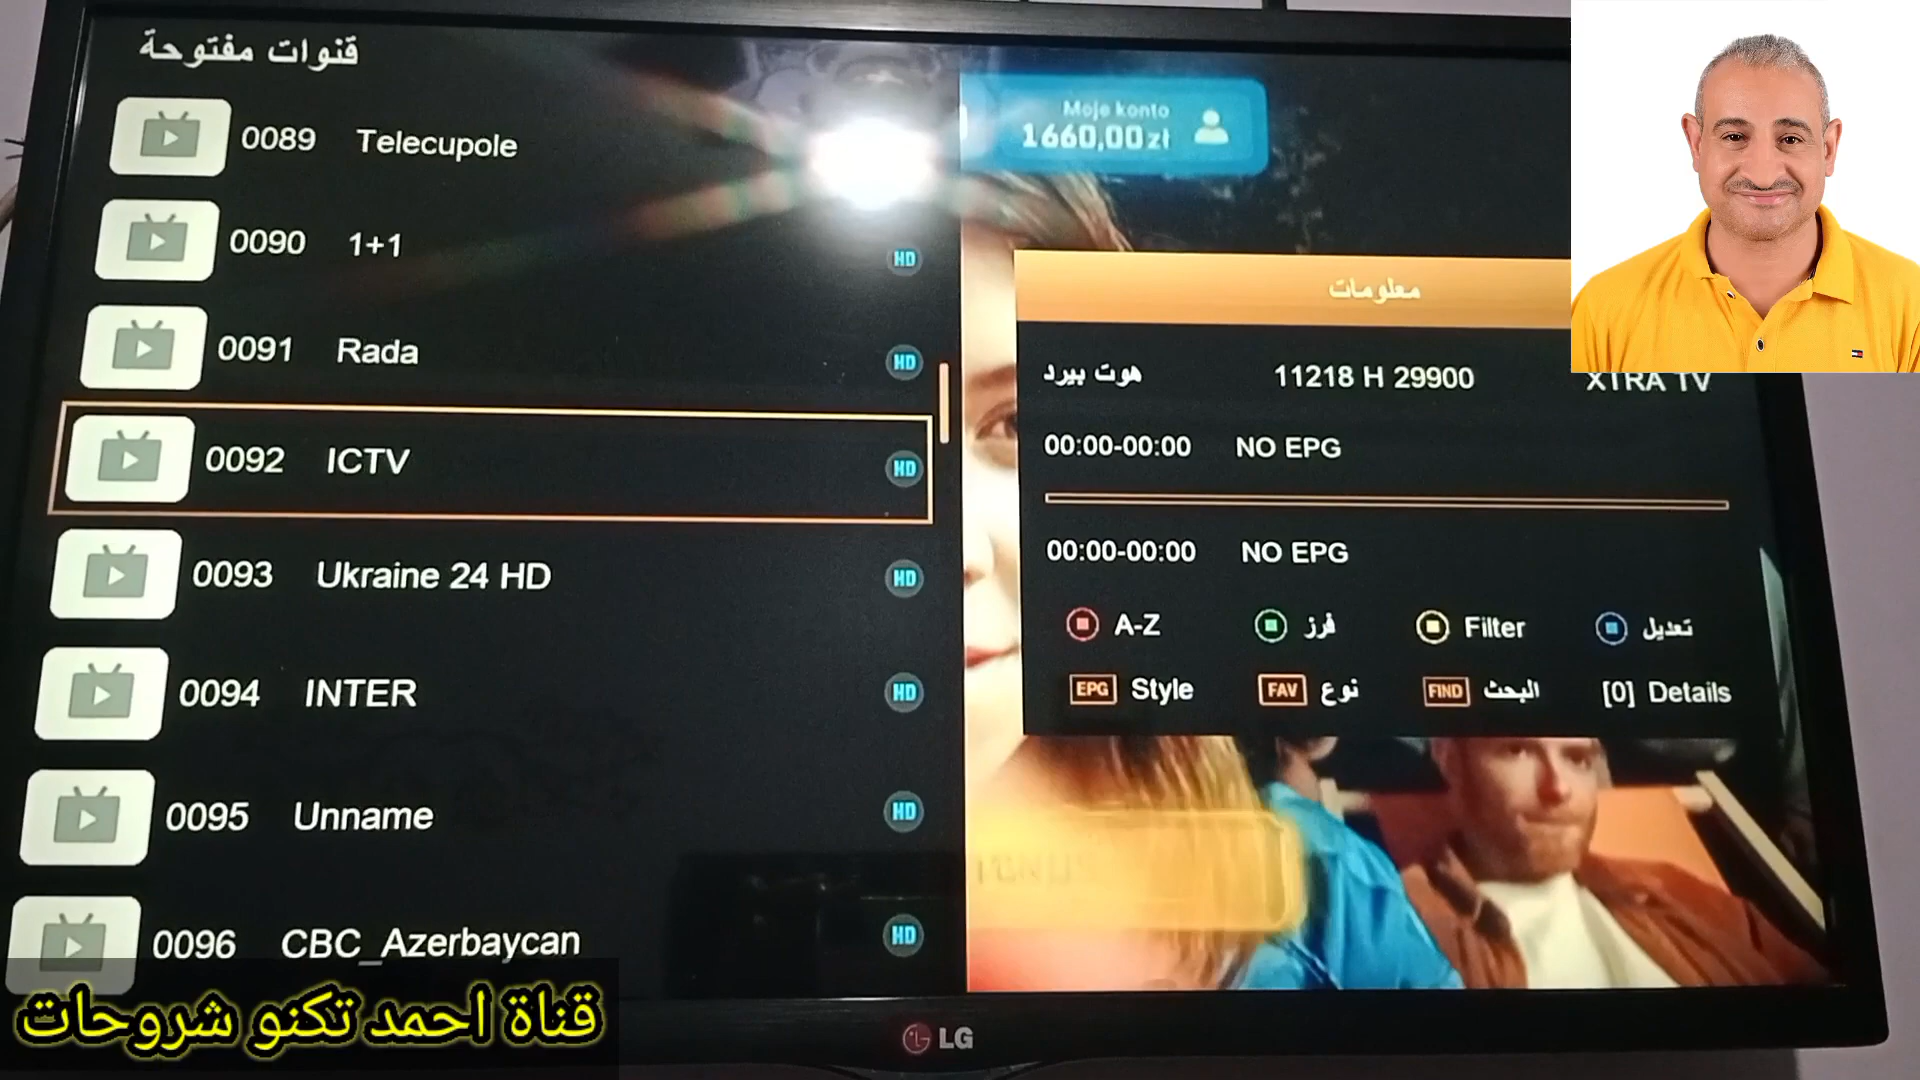 قنوات مفتوحة
0089 Telecupole
0090 1+1 HD
0091 Rada HD
0092 ICTV HD
0093 Ukraine 24 HD HD
0094 INTER HD
0095 Unname HD
0096 CBC_Azerbaycan HD
Moje konto
1660,00zł
معلومات
هوت بيرد 11218 H 29900 XTRA TV
00:00-00:00 NO EPG
00:00-00:00 NO EPG
A-Z فرز Filter تعديل
EPG Style FAV نوع FIND البحث [0] Details
قناة احمد تكنو شروحات
LG